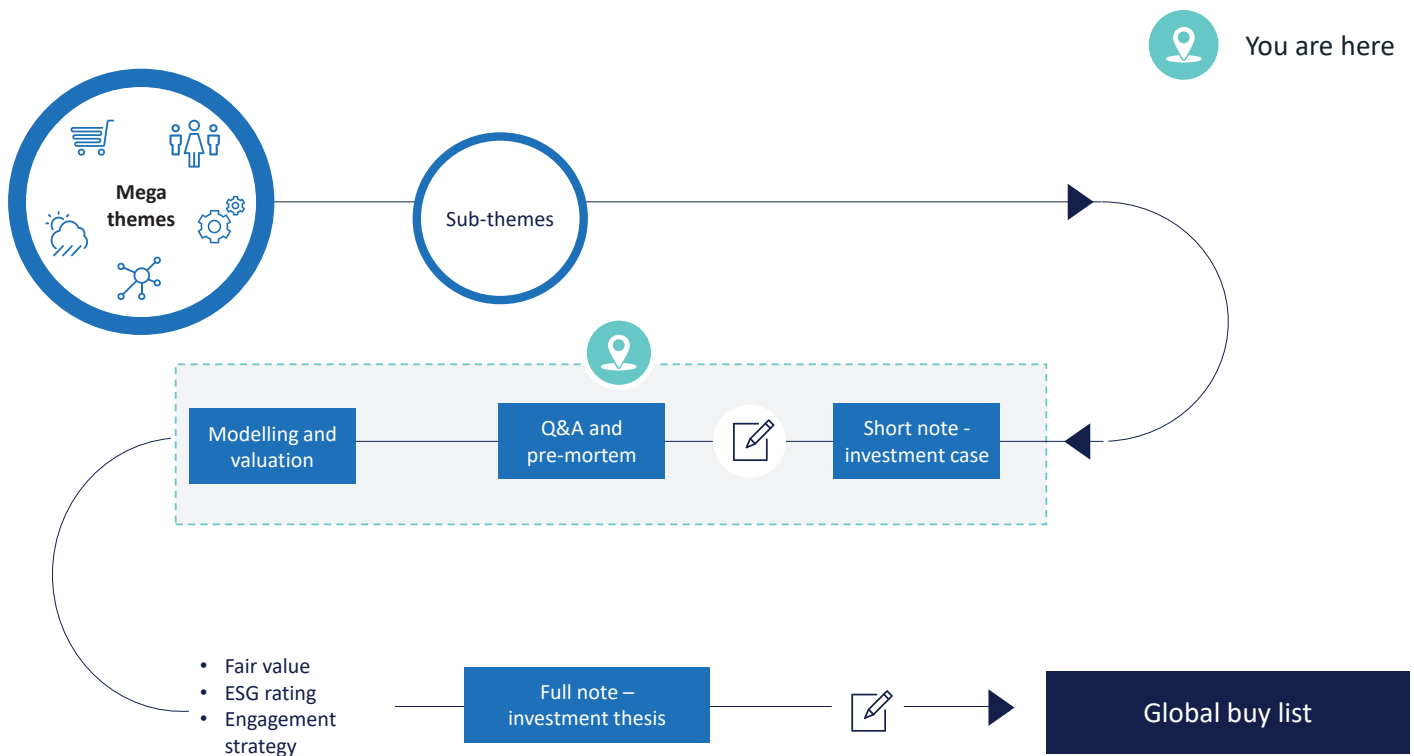 You are here
Mega
themes
Sub-themes
Modelling and
valuation
Q&A and
pre-mortem
Short note -
investment case
• Fair value
• ESG rating
• Engagement
strategy
Full note –
investment thesis
Global buy list